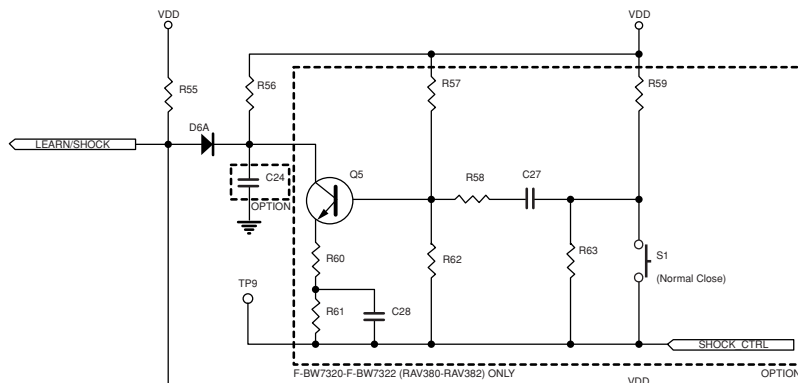 VDD
VDD
R55
R56
R57
R59
D6A
LEARN/SHOCK
C24
OPTION
Q5
R58
C27
R60
R62
R63
S1
(Normal Close)
TP9
R61
C28
SHOCK_CTRL
F-BW7320-F-BW7322 (RAV380-RAV382) ONLY
VDD
OPTION